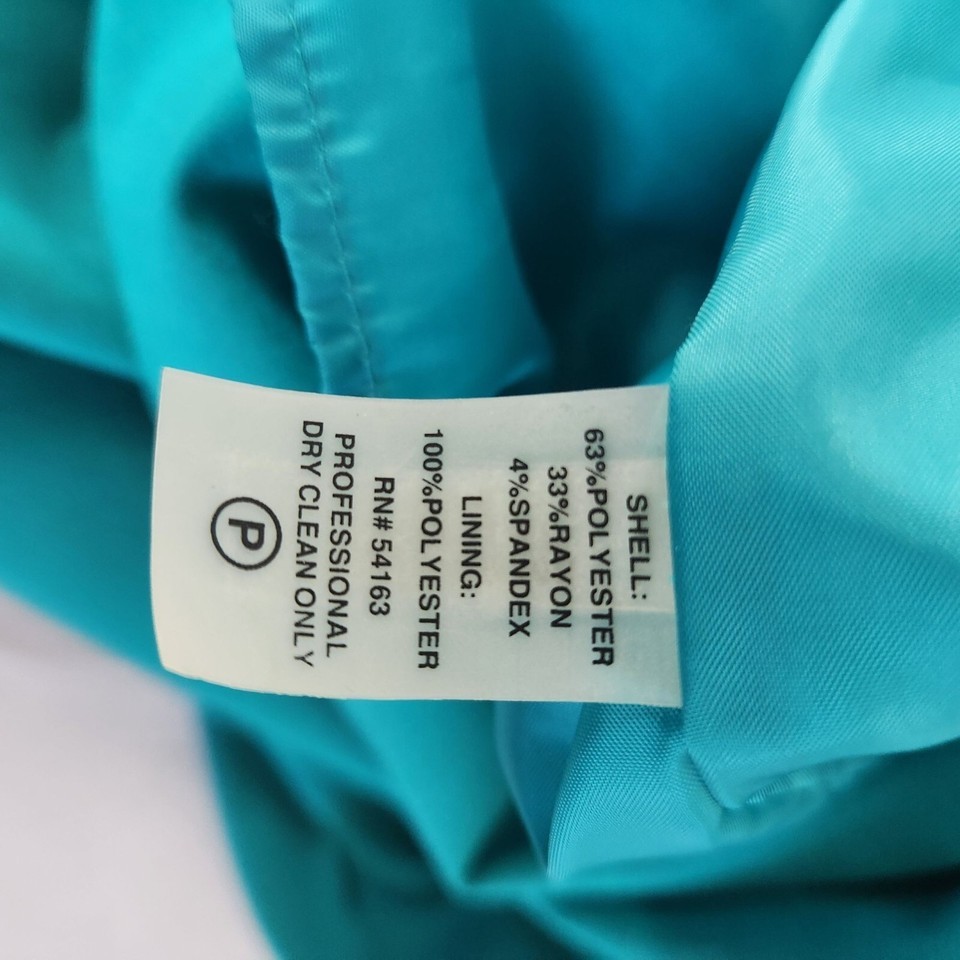 SHELL:
63%POLYESTER
33%RAYON
4%SPANDEX
LINING:
100%POLYESTER
RN# 54163
PROFESSIONAL
DRY CLEAN ONLY
P